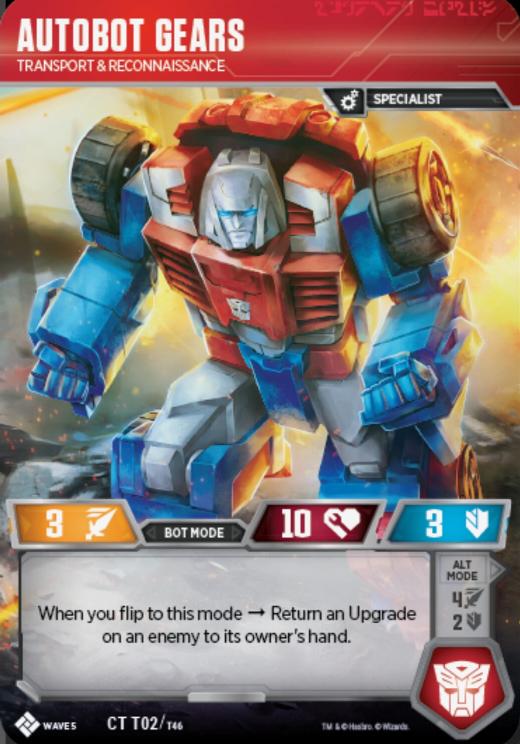 AUTOBOT GEARS
TRANSPORT & RECONNAISSANCE
SPECIALIST
3
BOT MODE
10
3
ALT
MODE
4
2
When you flip to this mode → Return an Upgrade
on an enemy to its owner's hand.
WAVE 5
CT T02/T46
TM & © Hasbro. © Wizards.